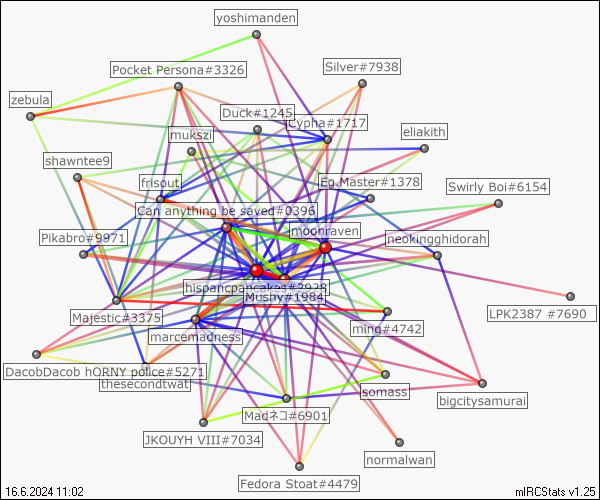 yoshimanden
Silver#7938
Pocket Persona#3326
zebula
Duck#1245
Cypha#1717
mukszi
eliakith
shawntee9
frisout
Eg.Master#1378
Swirly Boi#6154
Can anything be saved#0396
moonraven
Pikabro#9971
neokingghidorah
hispancpancakes#2928
Mushy#1984
LPK2387 #7690
Majestic#3375
ming#4742
marcemadness
DacobDacob hORNY police#5271
thesecondtwat
somass
bigcitysamurai
Madネコ#6901
JKOUYH VIII#7034
normalwan
Fedora Stoat#4479
16.6.2024 11:02
mIRCStats v1.25